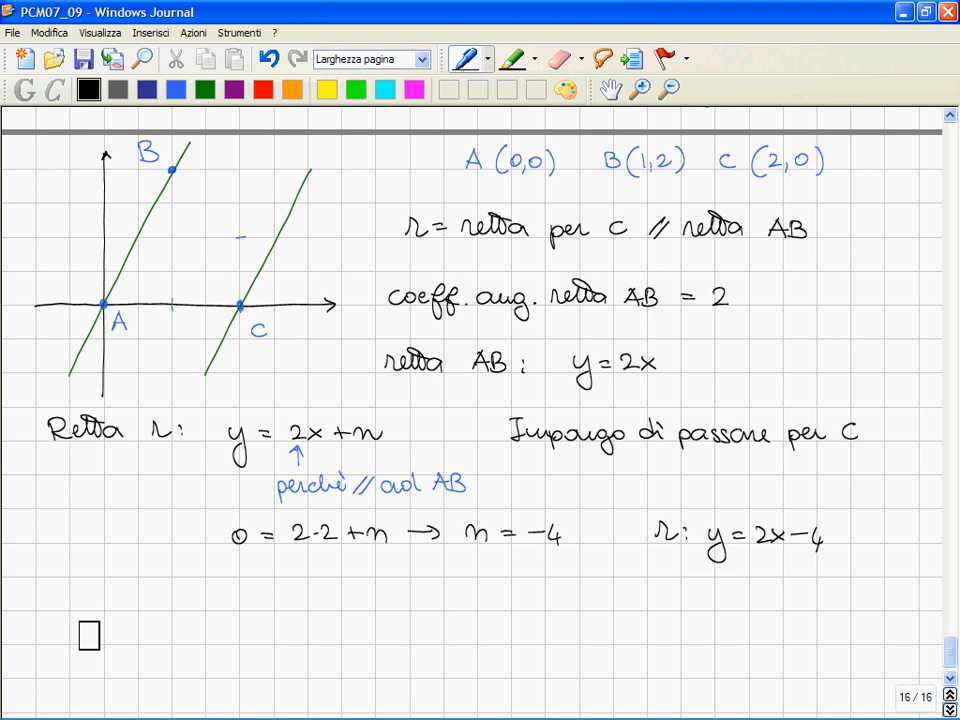 PCM07_09 - Windows Journal
File Modifica Visualizza Inserisci Azioni Strumenti ?
Larghezza pagina
G C
B
A (0,0) B(1,2) C (2,0)
r = retta per C // retta AB
coeff. ang. retta AB = 2
A
C
retta AB : y = 2x
Retta r: y = 2x + n Impongo di passare per C
↑
perchè // ad AB
0 = 2·2 + n → n = -4 r: y = 2x - 4
16 / 16